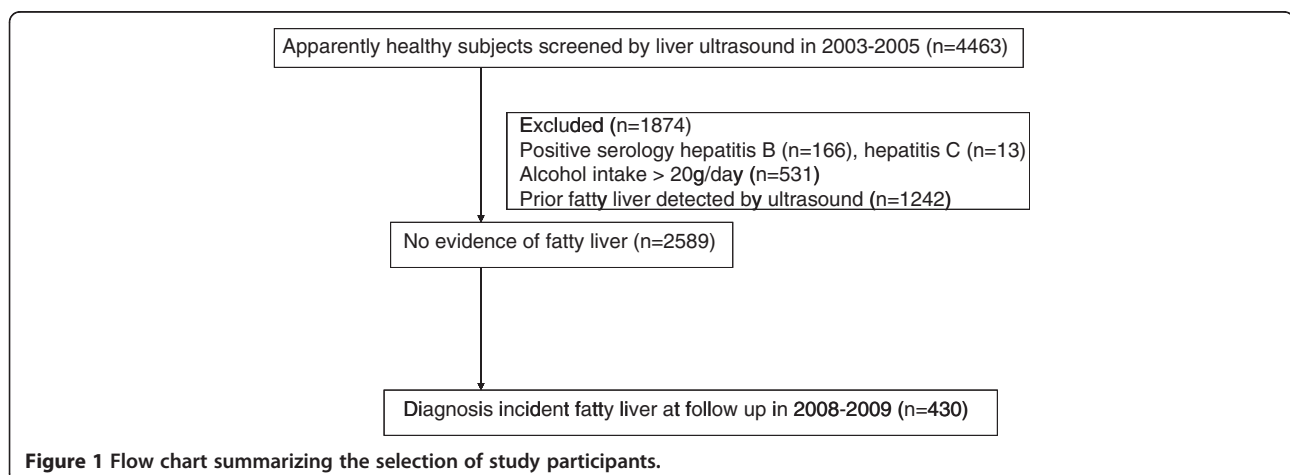 Apparently healthy subjects screened by liver ultrasound in 2003-2005 (n=4463)
Excluded (n=1874)
Positive serology hepatitis B (n=166), hepatitis C (n=13)
Alcohol intake > 20g/day (n=531)
Prior fatty liver detected by ultrasound (n=1242)
No evidence of fatty liver (n=2589)
Diagnosis incident fatty liver at follow up in 2008-2009 (n=430)
Figure 1 Flow chart summarizing the selection of study participants.